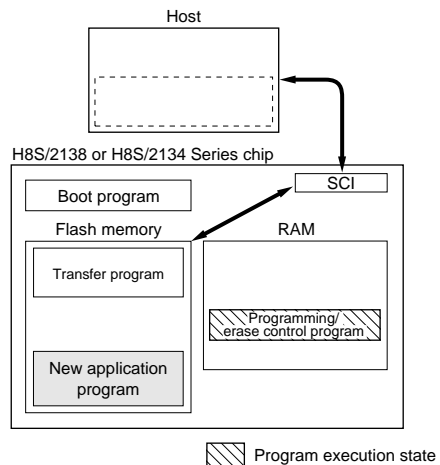 Host
H8S/2138 or H8S/2134 Series chip
SCI
Boot program
Flash memory
RAM
Transfer program
Programming/
erase control program
New application
program
Program execution state